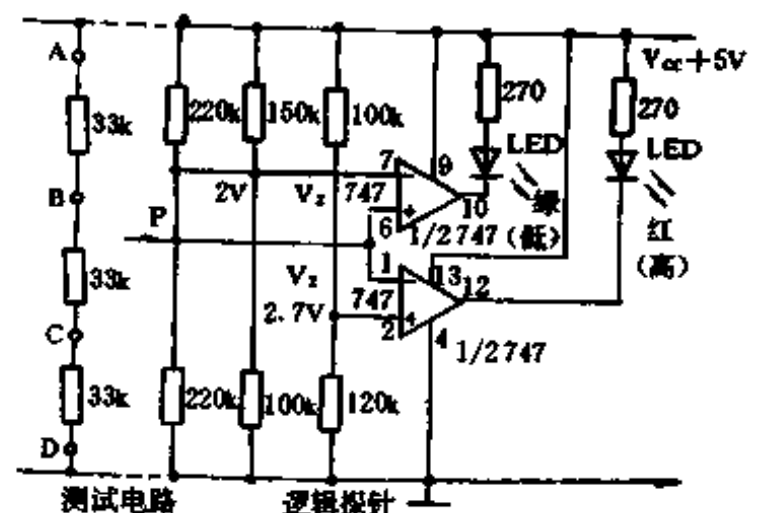 A
33k
B
33k
C
33k
D
测试电路
220k
150k
100k
P
2V
V₂
747
7
6
9
10
1/2 747 (低)
绿
270
LED
V₁
2.7V
747
1
2
13
12
4
1/2 747
220k
100k
120k
逻辑探针
Vcc+5V
270
LED
红
(高)